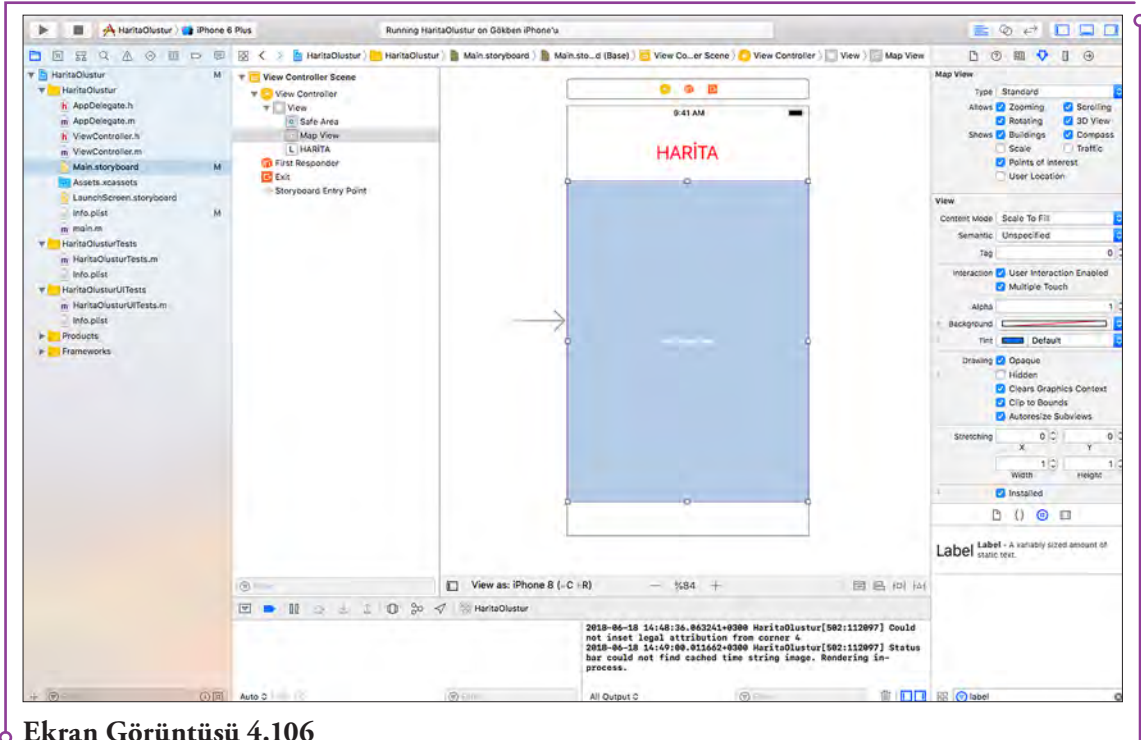 HaritaOlustur iPhone 6 Plus
Running HaritaOlustur on Gökben iPhone'u
HaritaOlustur
HaritaOlustur
Main.storyboard
Main.sto...d (Base)
View Co...er Scene
View Controller
View
Map View
HaritaOlustur M
HaritaOlustur
h AppDelegate.h
m AppDelegate.m
h ViewController.h
m ViewController.m
Main.storyboard M
Assets.xcassets
LaunchScreen.storyboard
Info.plist M
m main.m
HaritaOlusturTests
m HaritaOlusturTests.m
Info.plist
HaritaOlusturUITests
m HaritaOlusturUITests.m
Info.plist
Products
Frameworks
View Controller Scene
View Controller
View
Safe Area
Map View
L HARİTA
First Responder
Exit
Storyboard Entry Point
9:41 AM
HARİTA
View as: iPhone 8
%84
Map View
Type Standard
Allows Zooming Scrolling
Rotating 3D View
Shows Buildings Compass
Scale Traffic
Points of Interest
User Location
View
Content Mode Scale To Fill
Semantic Unspecified
Tag 0
Interaction User Interaction Enabled
Multiple Touch
Alpha 1
Background
Tint Default
Drawing Opaque
Hidden
Clears Graphics Context
Clip to Bounds
Autoresize Subviews
Stretching 0 0
X Y
1 1
Width Height
Installed
Label Label - A variably sized amount of
static text.
HaritaOlustur
2018-06-18 14:48:36.063241+0300 HaritaOlustur[502:112097] Could
not inset legal attribution from corner 4
2018-06-18 14:49:00.011662+0300 HaritaOlustur[502:112097] Status
bar could not find cached time string image. Rendering in-
process.
Auto
All Output
label
Ekran Görüntüsü 4.106